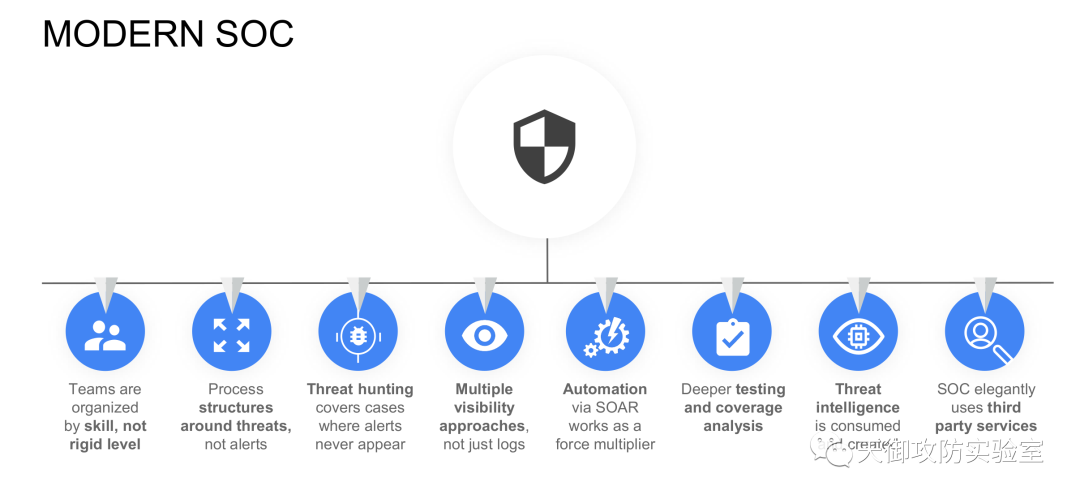 MODERN SOC
Teams are
organized
by skill, not
rigid level
Process
structures
around threats,
not alerts
Threat hunting
covers cases
where alerts
never appear
Multiple
visibility
approaches,
not just logs
Automation
via SOAR
works as a
force multiplier
Deeper testing
and coverage
analysis
Threat
intelligence
is consumed
and created
SOC elegantly
uses third
party services
天御攻防实验室